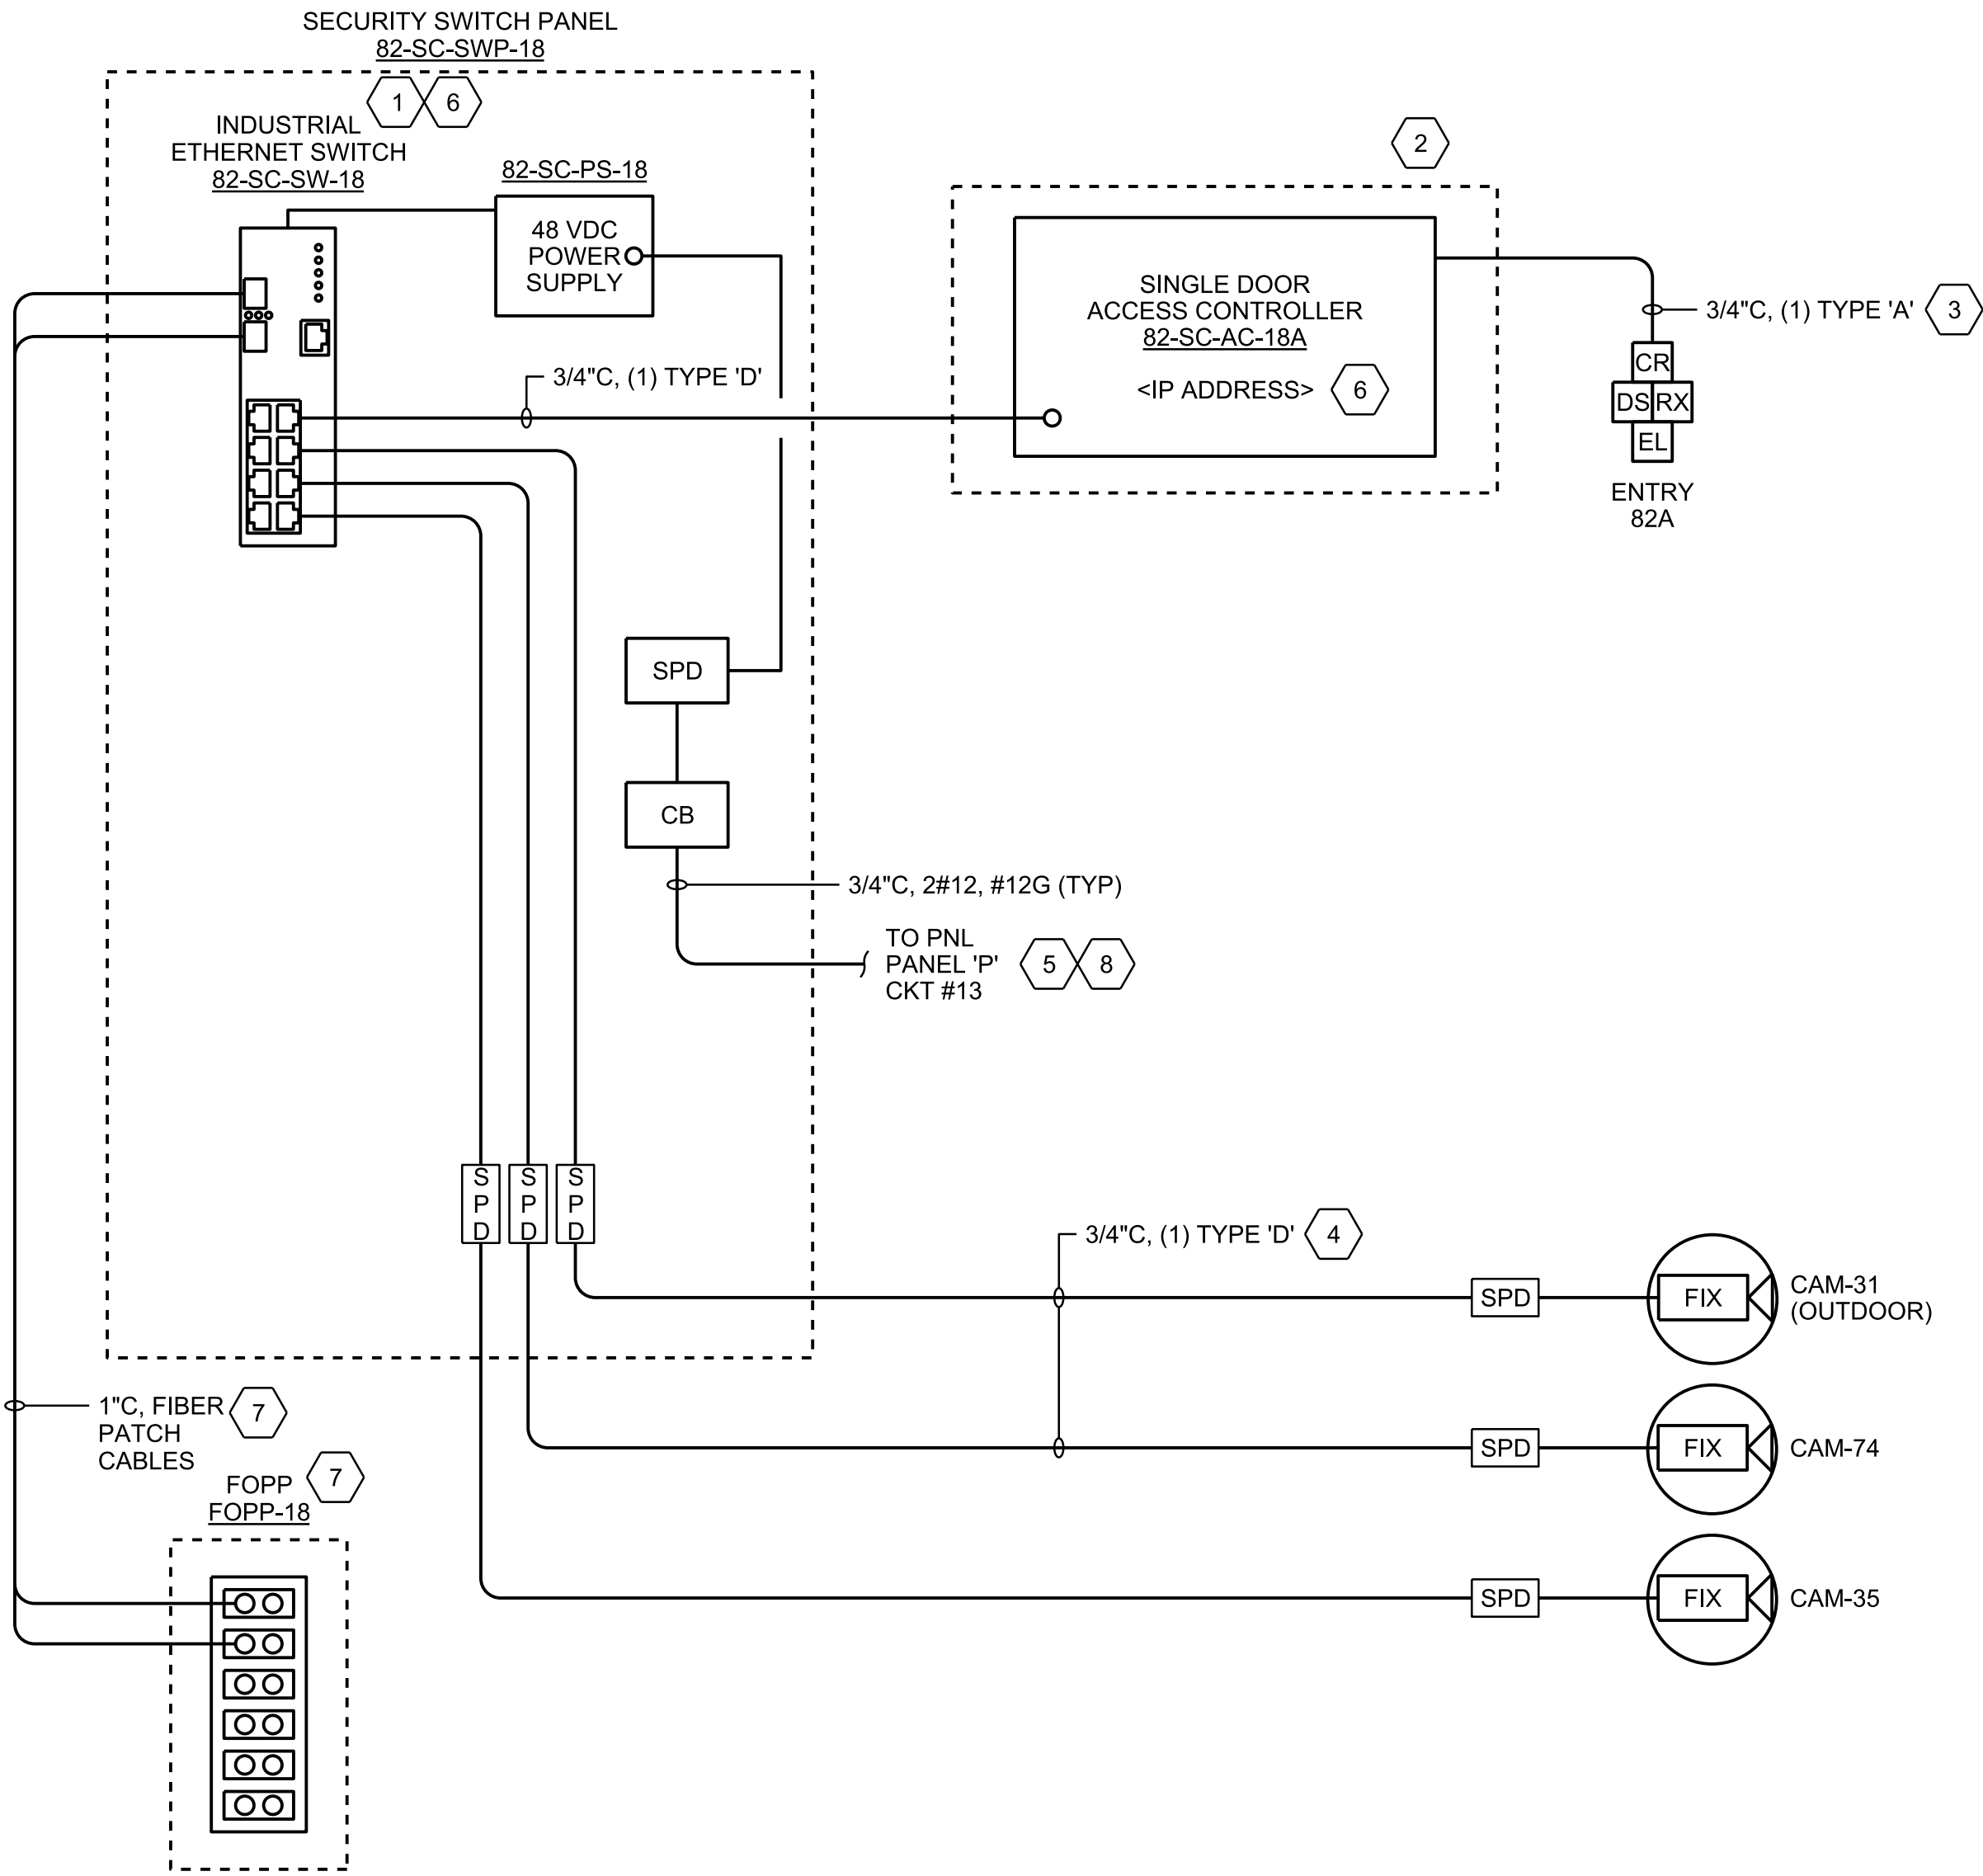 SECURITY SWITCH PANEL
82-SC-SWP-18
1
6
INDUSTRIAL
ETHERNET SWITCH
82-SC-SW-18
82-SC-PS-18
48 VDC
POWER
SUPPLY
2
SINGLE DOOR
ACCESS CONTROLLER
82-SC-AC-18A
<IP ADDRESS>
6
3/4"C, (1) TYPE 'A'
3
CR
DS
RX
EL
ENTRY
82A
3/4"C, (1) TYPE 'D'
SPD
CB
3/4"C, 2#12, #12G (TYP)
TO PNL
PANEL 'P'
CKT #13
5
8
SPD
SPD
SPD
3/4"C, (1) TYPE 'D'
4
SPD
FIX
CAM-31
(OUTDOOR)
SPD
FIX
CAM-74
SPD
FIX
CAM-35
1"C, FIBER
PATCH
CABLES
7
FOPP
FOPP-18
7